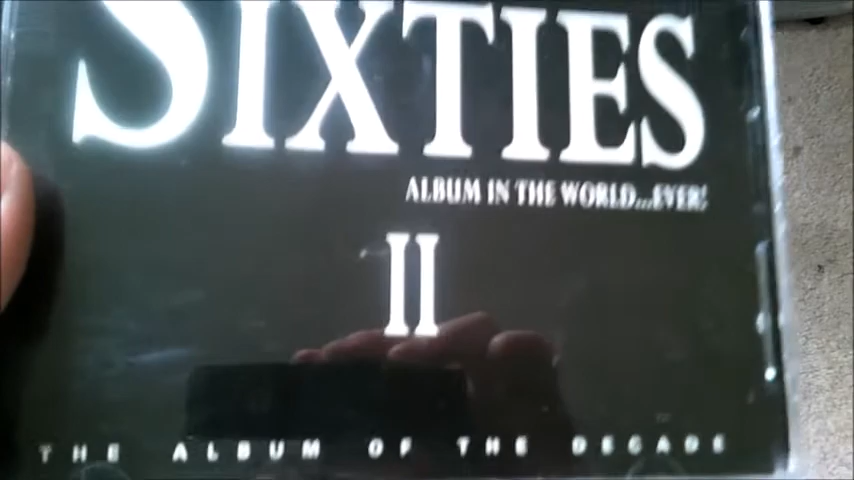 SIXTIES
ALBUM IN THE WORLD...EVER!
II
THE ALBUM OF THE DECADE